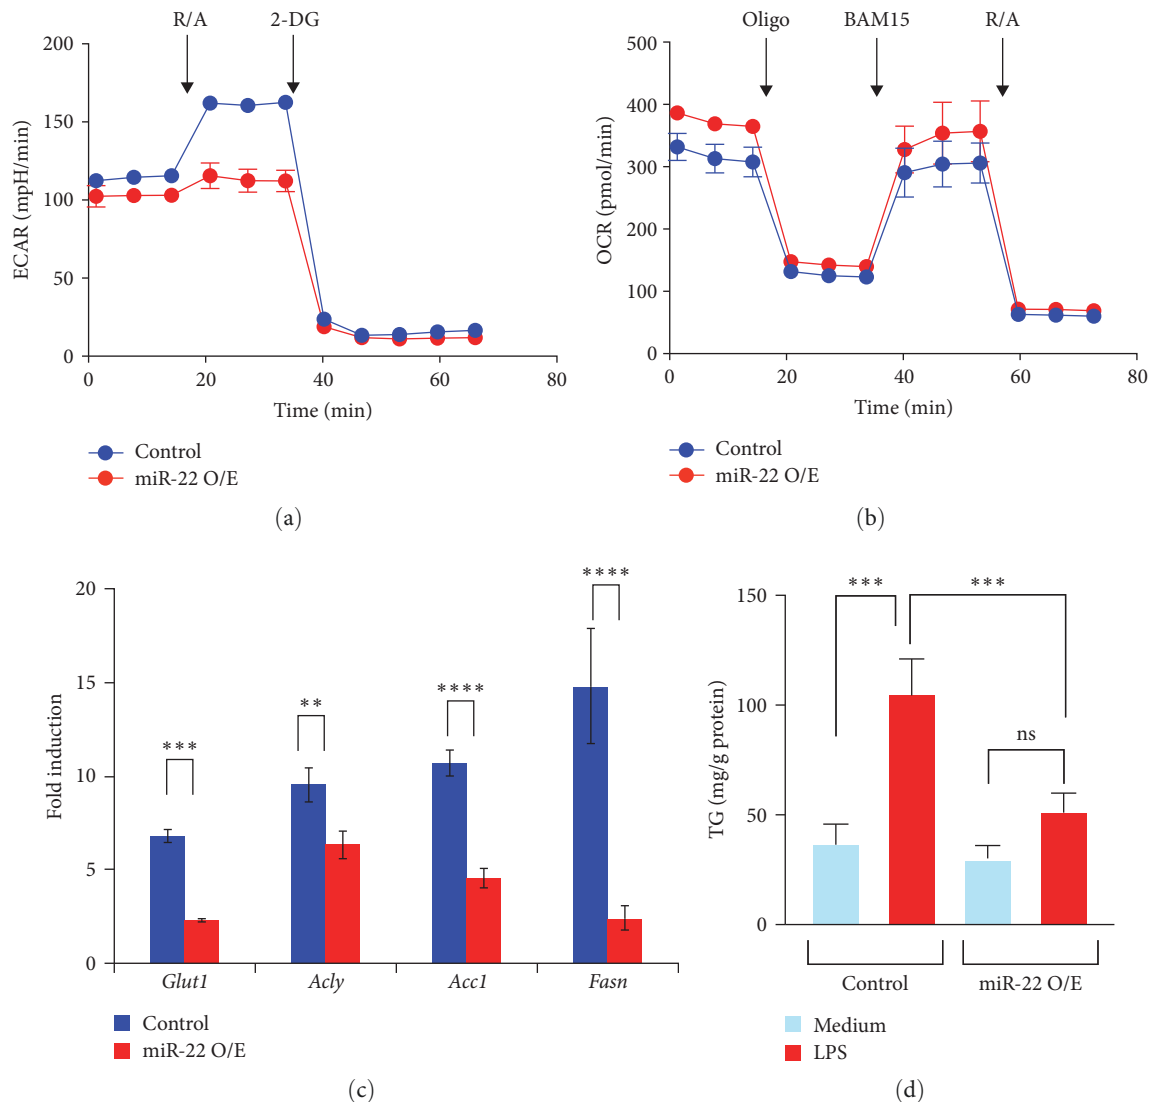 R/A 2-DG
200
150
100
50
0
ECAR (mpH/min)
0 20 40 60 80
Time (min)
Control
miR-22 O/E
(a)
Oligo BAM15 R/A
500
400
300
200
100
0
OCR (pmol/min)
0 20 40 60 80
Time (min)
Control
miR-22 O/E
(b)
20
15
10
5
0
Fold induction
***
**
****
****
Glut1 Acly Acc1 Fasn
Control
miR-22 O/E
(c)
150
100
50
0
TG (mg/g protein)
*** ***
ns
Control miR-22 O/E
Medium
LPS
(d)